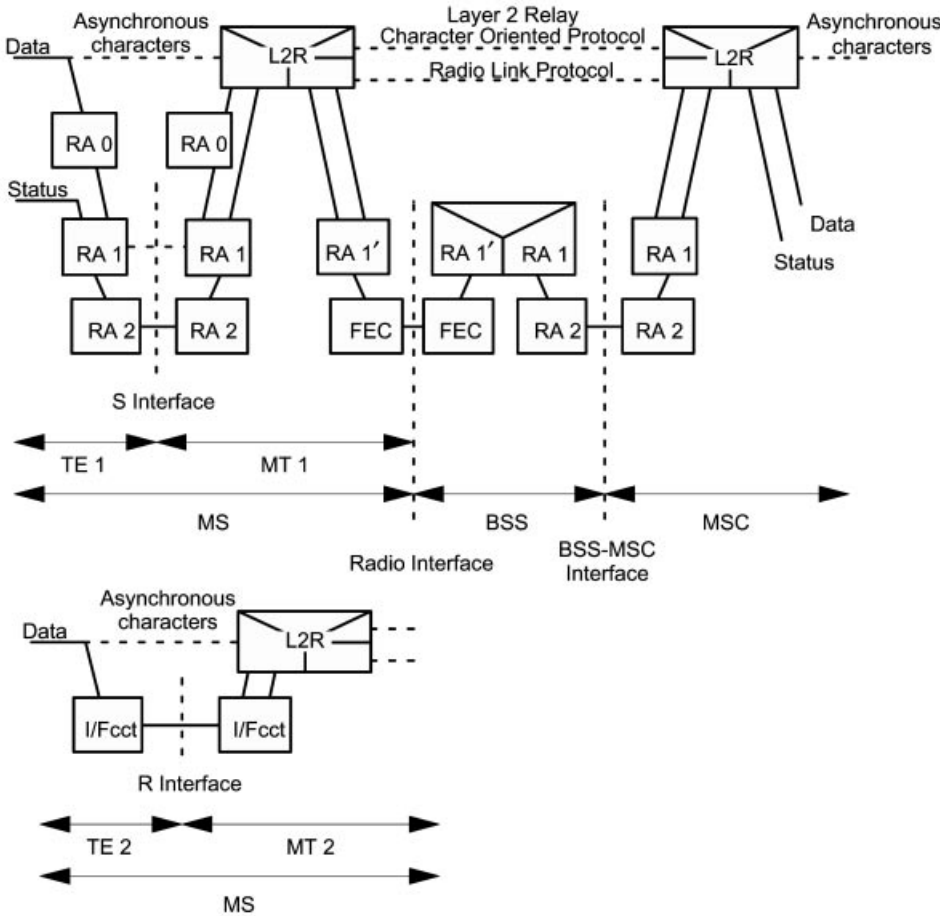 Layer 2 Relay
Character Oriented Protocol
Asynchronous
characters
Asynchronous
characters
Data
L2R
L2R
Radio Link Protocol
RA 0
RA 0
Status
Data
RA 1
RA 1
RA 1′
RA 1′
RA 1
RA 1
Status
RA 2
RA 2
FEC
FEC
RA 2
RA 2
S Interface
TE 1
MT 1
MS
BSS
MSC
Radio Interface
BSS-MSC
Interface
Asynchronous
characters
Data
L2R
I/Fcct
I/Fcct
R Interface
TE 2
MT 2
MS